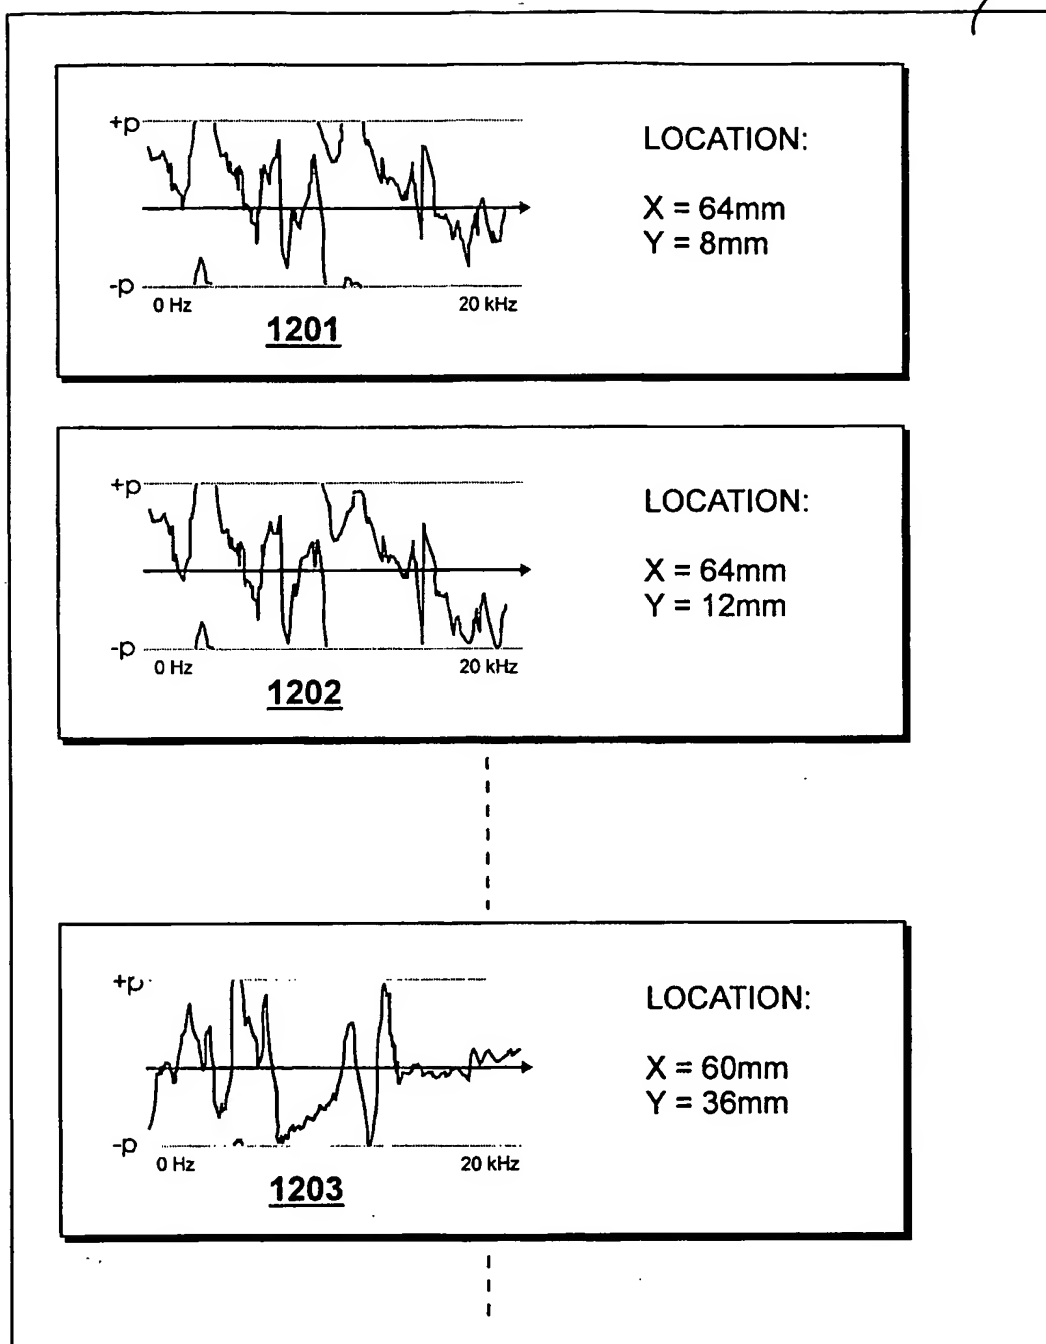 +p
LOCATION:
X = 64mm
Y = 8mm
-p
0 Hz 20 kHz
1201
+p
LOCATION:
X = 64mm
Y = 12mm
-p
0 Hz 20 kHz
1202
+p
LOCATION:
X = 60mm
Y = 36mm
-p
0 Hz 20 kHz
1203